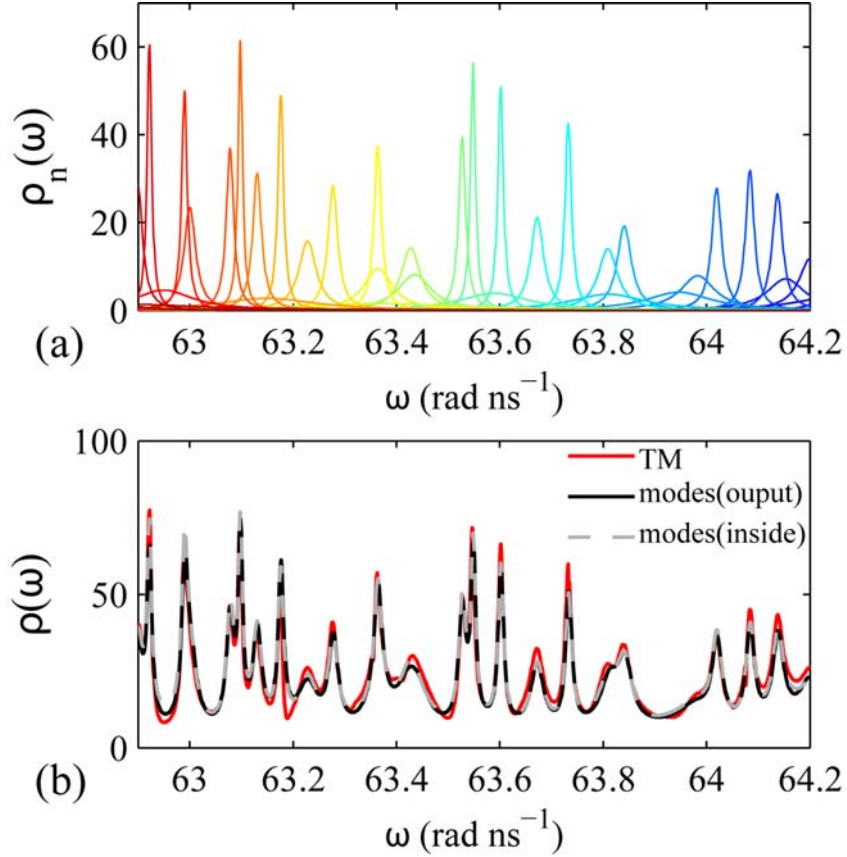 60
40
20
0
ρn(ω)
(a)
63 63.2 63.4 63.6 63.8 64 64.2
ω (rad ns−1)
100
50
0
ρ(ω)
TM
modes(ouput)
modes(inside)
(b)
63 63.2 63.4 63.6 63.8 64 64.2
ω (rad ns−1)